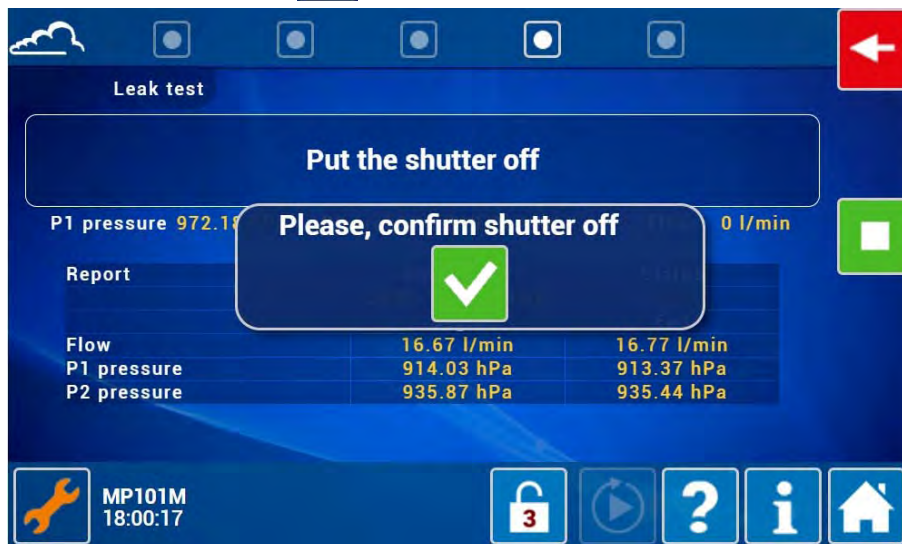 Leak test
Put the shutter off
P1 pressure 972.18 0 l/min
Please, confirm shutter off
Report
Flow 16.67 l/min 16.77 l/min
P1 pressure 914.03 hPa 913.37 hPa
P2 pressure 935.87 hPa 935.44 hPa
MP101M
18:00:17
3
?
i